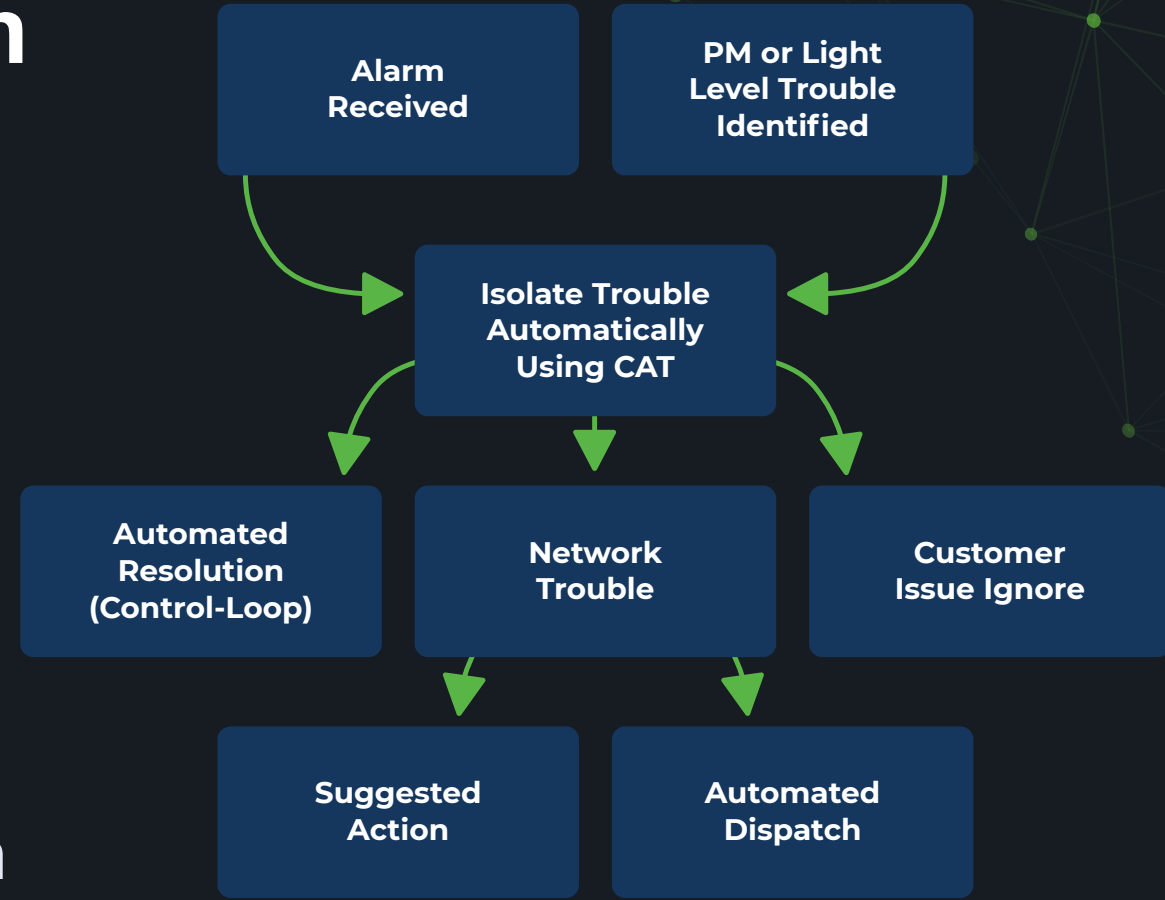 Alarm
Received
PM or Light
Level Trouble
Identified
Isolate Trouble
Automatically
Using CAT
Automated
Resolution
(Control-Loop)
Network
Trouble
Customer
Issue Ignore
Suggested
Action
Automated
Dispatch